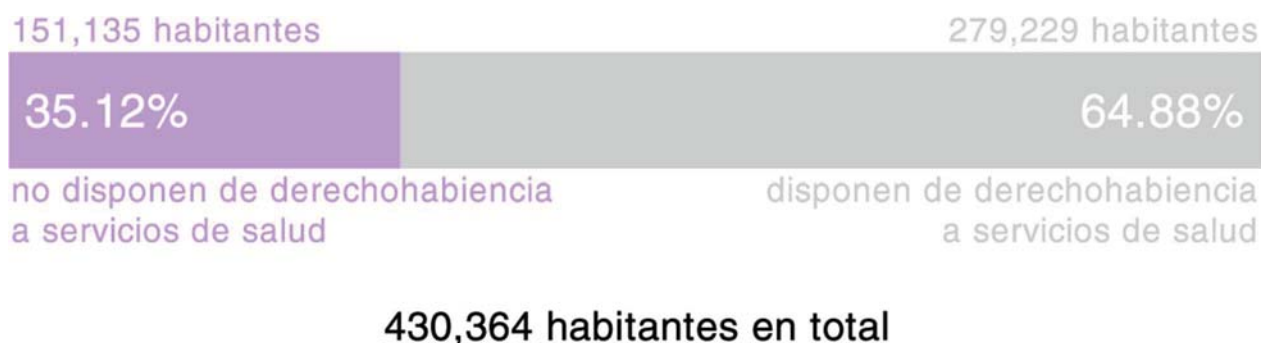 151,135 habitantes
279,229 habitantes
35.12%
64.88%
no disponen de derechohabiencia
a servicios de salud
disponen de derechohabiencia
a servicios de salud
430,364 habitantes en total